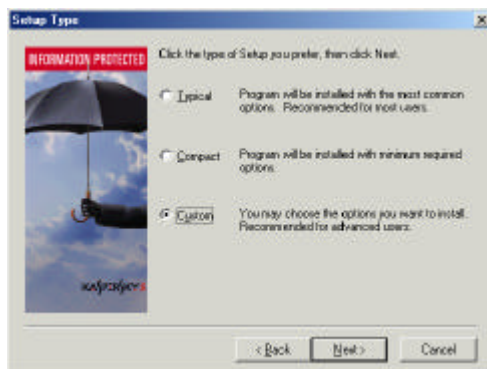 Setup Type
INFORMATION PROTECTED
Click the type of Setup you prefer, then click Next.
Typical
Program will be installed with the most common
options. Recommended for most users.
Compact
Program will be installed with minimum required
options.
Custom
You may choose the options you want to install.
Recommended for advanced users.
KASPERSKY
< Back
Next >
Cancel